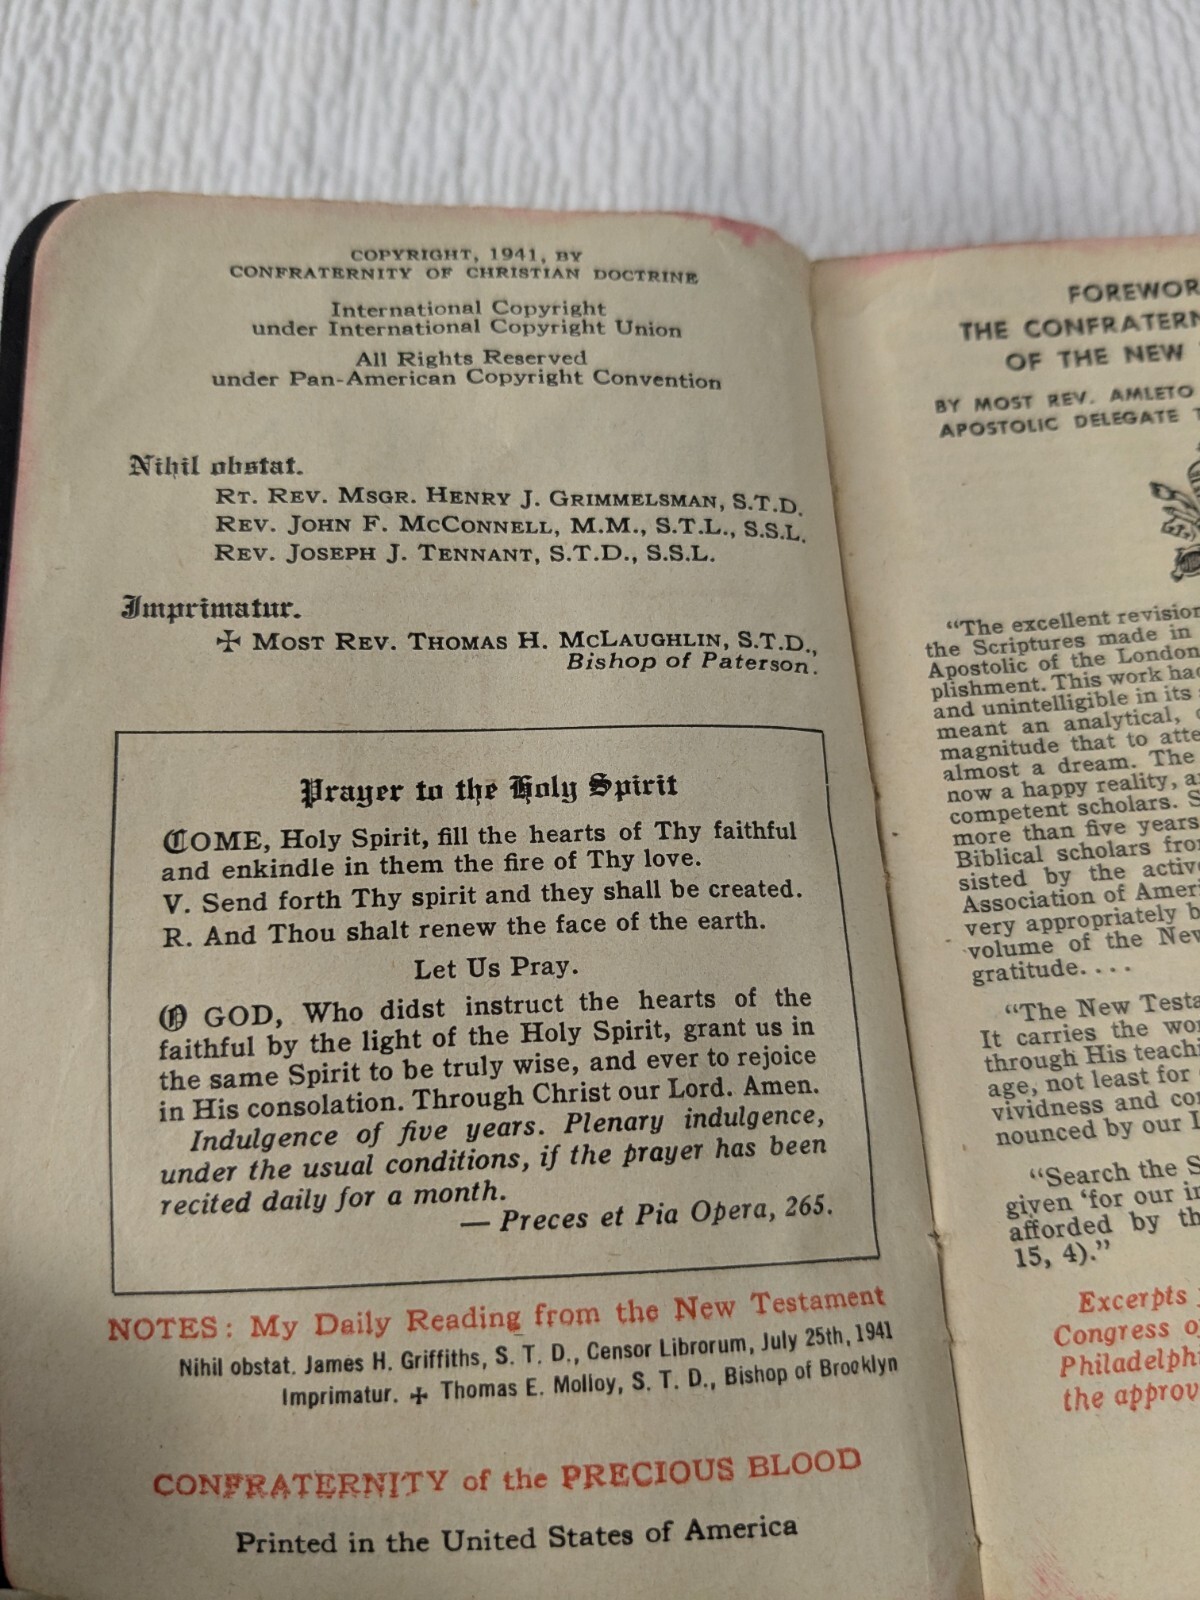 COPYRIGHT, 1941, BY
CONFRATERNITY OF CHRISTIAN DOCTRINE
International Copyright
under International Copyright Union
All Rights Reserved
under Pan-American Copyright Convention
Nihil obstat.
RT. REV. MSGR. HENRY J. GRIMMELSMAN, S.T.D.
REV. JOHN F. MCCONNELL, M.M., S.T.L., S.S.L.
REV. JOSEPH J. TENNANT, S.T.D., S.S.L.
Imprimatur.
✠ MOST REV. THOMAS H. MCLAUGHLIN, S.T.D.,
Bishop of Paterson.
Prayer to the Holy Spirit
COME, Holy Spirit, fill the hearts of Thy faithful
and enkindle in them the fire of Thy love.
V. Send forth Thy spirit and they shall be created.
R. And Thou shalt renew the face of the earth.
Let Us Pray.
O GOD, Who didst instruct the hearts of the
faithful by the light of the Holy Spirit, grant us in
the same Spirit to be truly wise, and ever to rejoice
in His consolation. Through Christ our Lord. Amen.
Indulgence of five years. Plenary indulgence,
under the usual conditions, if the prayer has been
recited daily for a month.
— Preces et Pia Opera, 265.
NOTES: My Daily Reading from the New Testament
Nihil obstat. James H. Griffiths, S. T. D., Censor Librorum, July 25th, 1941
Imprimatur. ✠ Thomas E. Molloy, S. T. D., Bishop of Brooklyn
CONFRATERNITY of the PRECIOUS BLOOD
Printed in the United States of America
FOREWOR
THE CONFRATERN
OF THE NEW
BY MOST REV. AMLETO
APOSTOLIC DELEGATE T
"The excellent revision
the Scriptures made in
Apostolic of the London
plishment. This work had
and unintelligible in its
meant an analytical,
magnitude that to atte
almost a dream. The
now a happy reality, a
competent scholars. S
more than five years
Biblical scholars fro
sisted by the activ
Association of Ameri
very appropriately b
volume of the Nev
gratitude....
"The New Testa
It carries the wo
through His teachi
age, not least for
vividness and co
nounced by our I
"Search the S
given 'for our in
afforded by th
15, 4)."
Excerpts
Congress o
Philadelphi
the approv